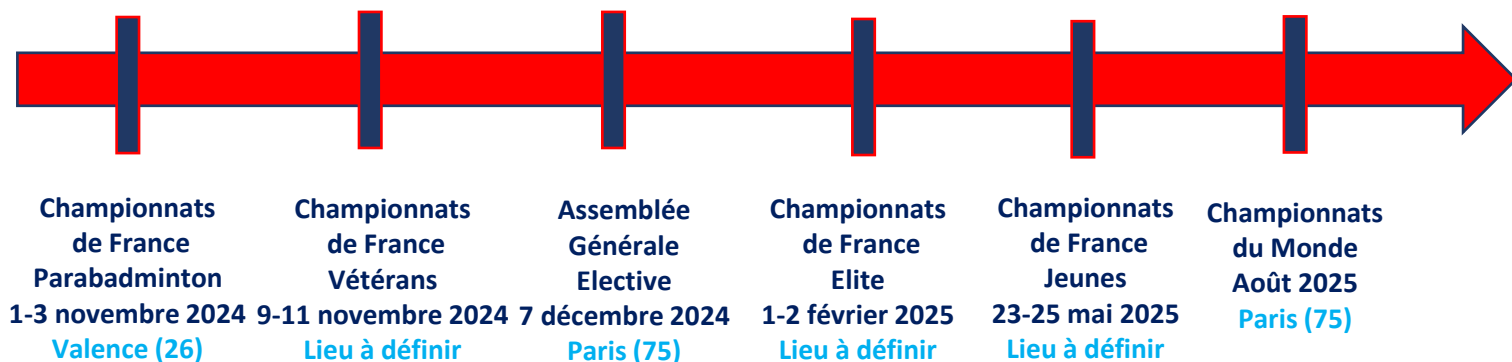 Championnats
de France
Parabadminton
1-3 novembre 2024
Valence (26)
Championnats
de France
Vétérans
9-11 novembre 2024
Lieu à définir
Assemblée
Générale
Elective
7 décembre 2024
Paris (75)
Championnats
de France
Elite
1-2 février 2025
Lieu à définir
Championnats
de France
Jeunes
23-25 mai 2025
Lieu à définir
Championnats
du Monde
Août 2025
Paris (75)